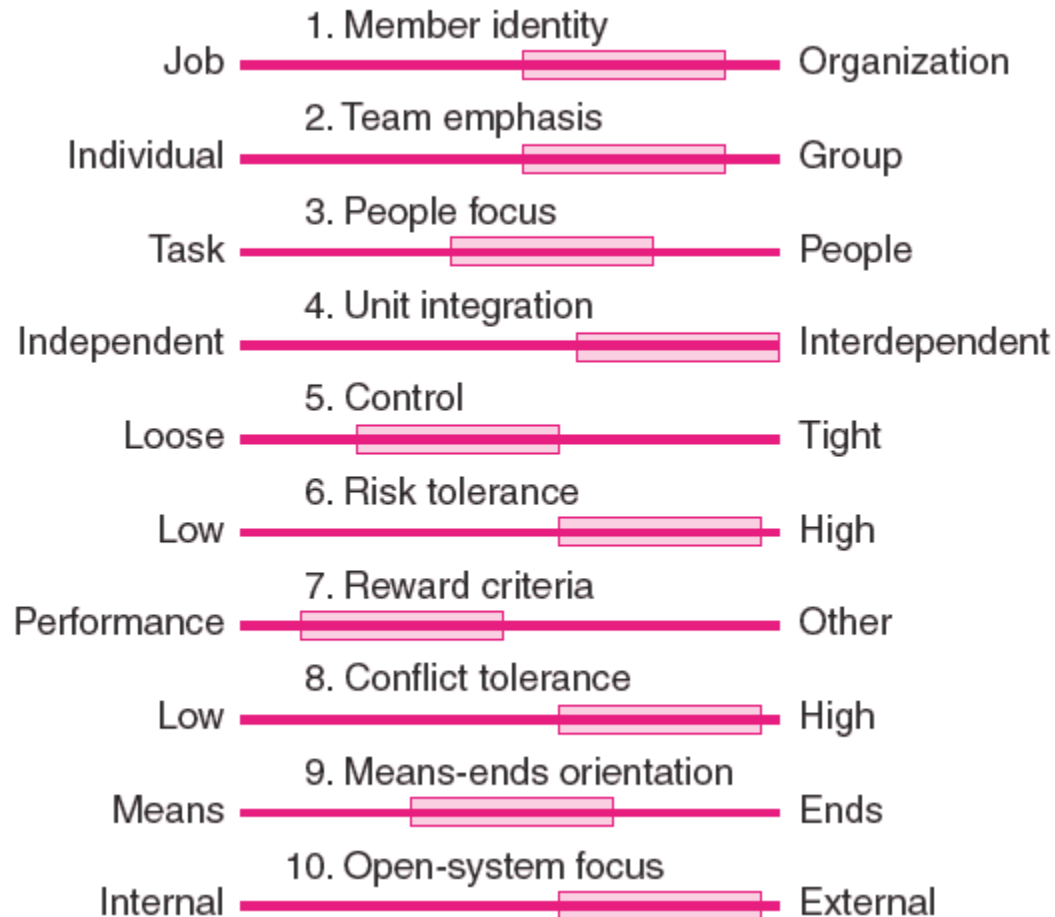 1. Member identity
Job Organization
2. Team emphasis
Individual Group
3. People focus
Task People
4. Unit integration
Independent Interdependent
5. Control
Loose Tight
6. Risk tolerance
Low High
7. Reward criteria
Performance Other
8. Conflict tolerance
Low High
9. Means-ends orientation
Means Ends
10. Open-system focus
Internal External